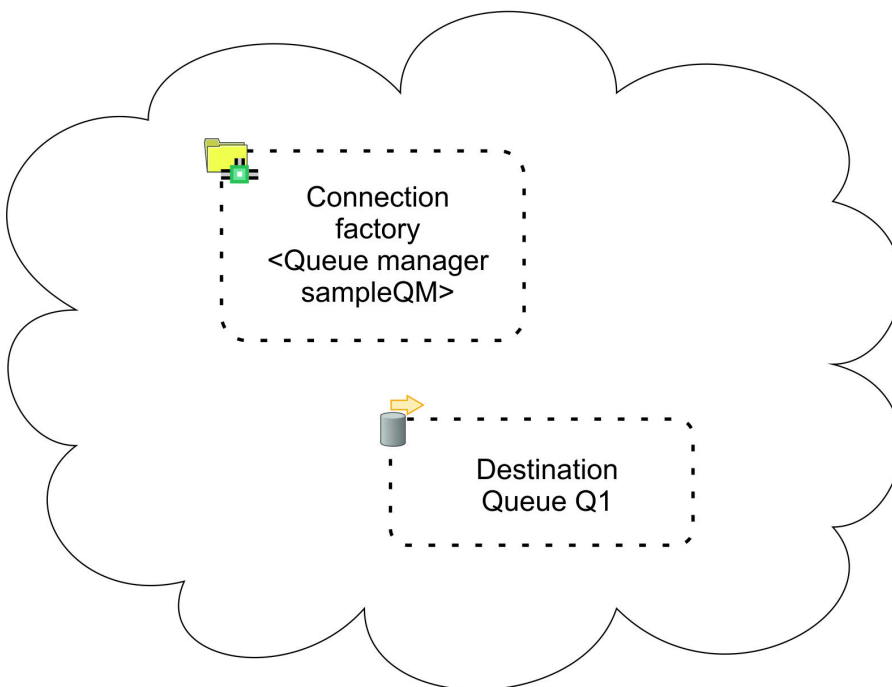 Connection
factory
<Queue manager
sampleQM>
Destination
Queue Q1